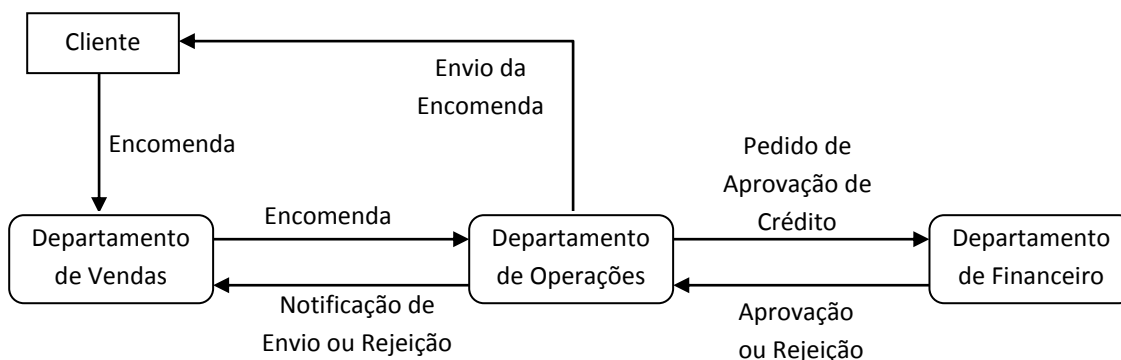 Cliente
Envio da
Encomenda
Encomenda
Pedido de
Aprovação de
Crédito
Departamento
de Vendas
Encomenda
Departamento
de Operações
Departamento
de Financeiro
Notificação de
Envio ou Rejeição
Aprovação
ou Rejeição